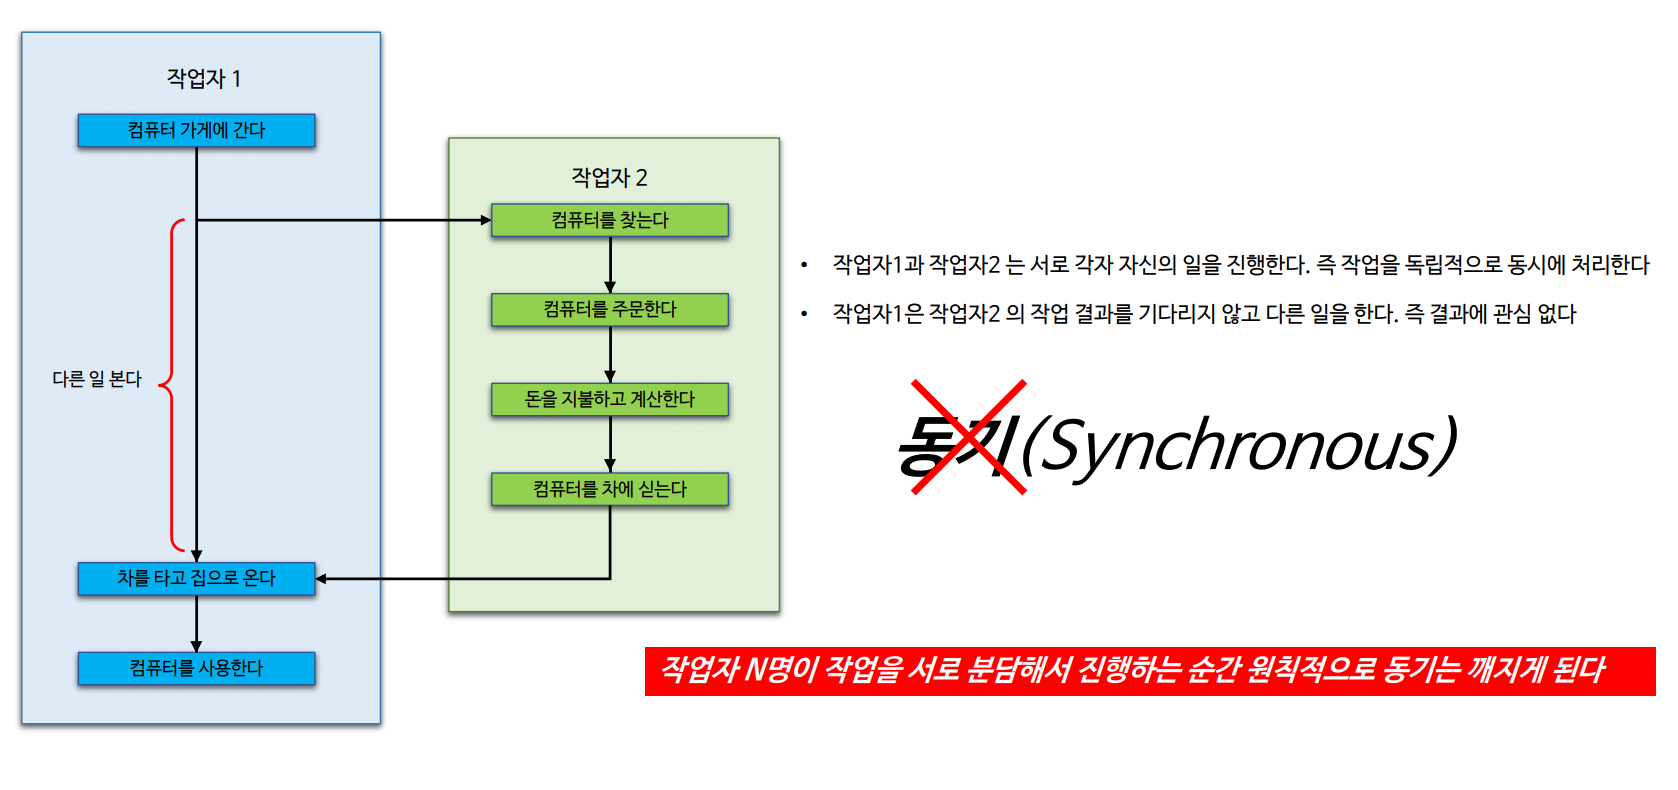 작업자 1
컴퓨터 가게에 간다
다른 일 본다
차를 타고 집으로 온다
컴퓨터를 사용한다
작업자 2
컴퓨터를 찾는다
컴퓨터를 주문한다
돈을 지불하고 계산한다
컴퓨터를 차에 싣는다
• 작업자1과 작업자2 는 서로 각자 자신의 일을 진행한다. 즉 작업을 독립적으로 동시에 처리한다
• 작업자1은 작업자2 의 작업 결과를 기다리지 않고 다른 일을 한다. 즉 결과에 관심 없다
동기(Synchronous)
작업자 N명이 작업을 서로 분담해서 진행하는 순간 원칙적으로 동기는 깨지게 된다